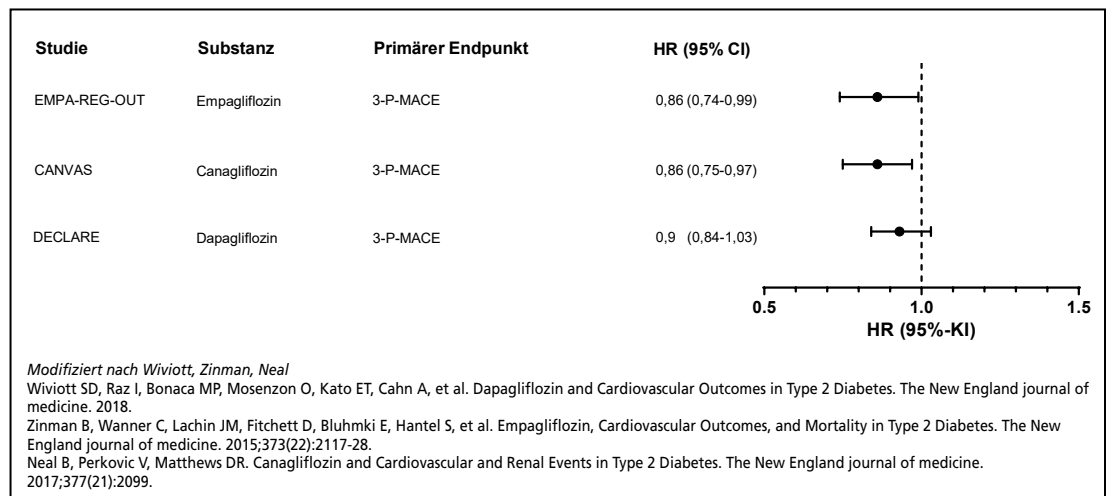 Studie Substanz Primärer Endpunkt HR (95% CI)
EMPA-REG-OUT Empagliflozin 3-P-MACE 0,86 (0,74-0,99)
CANVAS Canagliflozin 3-P-MACE 0,86 (0,75-0,97)
DECLARE Dapagliflozin 3-P-MACE 0,9 (0,84-1,03)
0.5 1.0 1.5
HR (95%-KI)
Modifiziert nach Wiviott, Zinman, Neal
Wiviott SD, Raz I, Bonaca MP, Mosenzon O, Kato ET, Cahn A, et al. Dapagliflozin and Cardiovascular Outcomes in Type 2 Diabetes. The New England journal of
medicine. 2018.
Zinman B, Wanner C, Lachin JM, Fitchett D, Bluhmki E, Hantel S, et al. Empagliflozin, Cardiovascular Outcomes, and Mortality in Type 2 Diabetes. The New
England journal of medicine. 2015;373(22):2117-28.
Neal B, Perkovic V, Matthews DR. Canagliflozin and Cardiovascular and Renal Events in Type 2 Diabetes. The New England journal of medicine.
2017;377(21):2099.